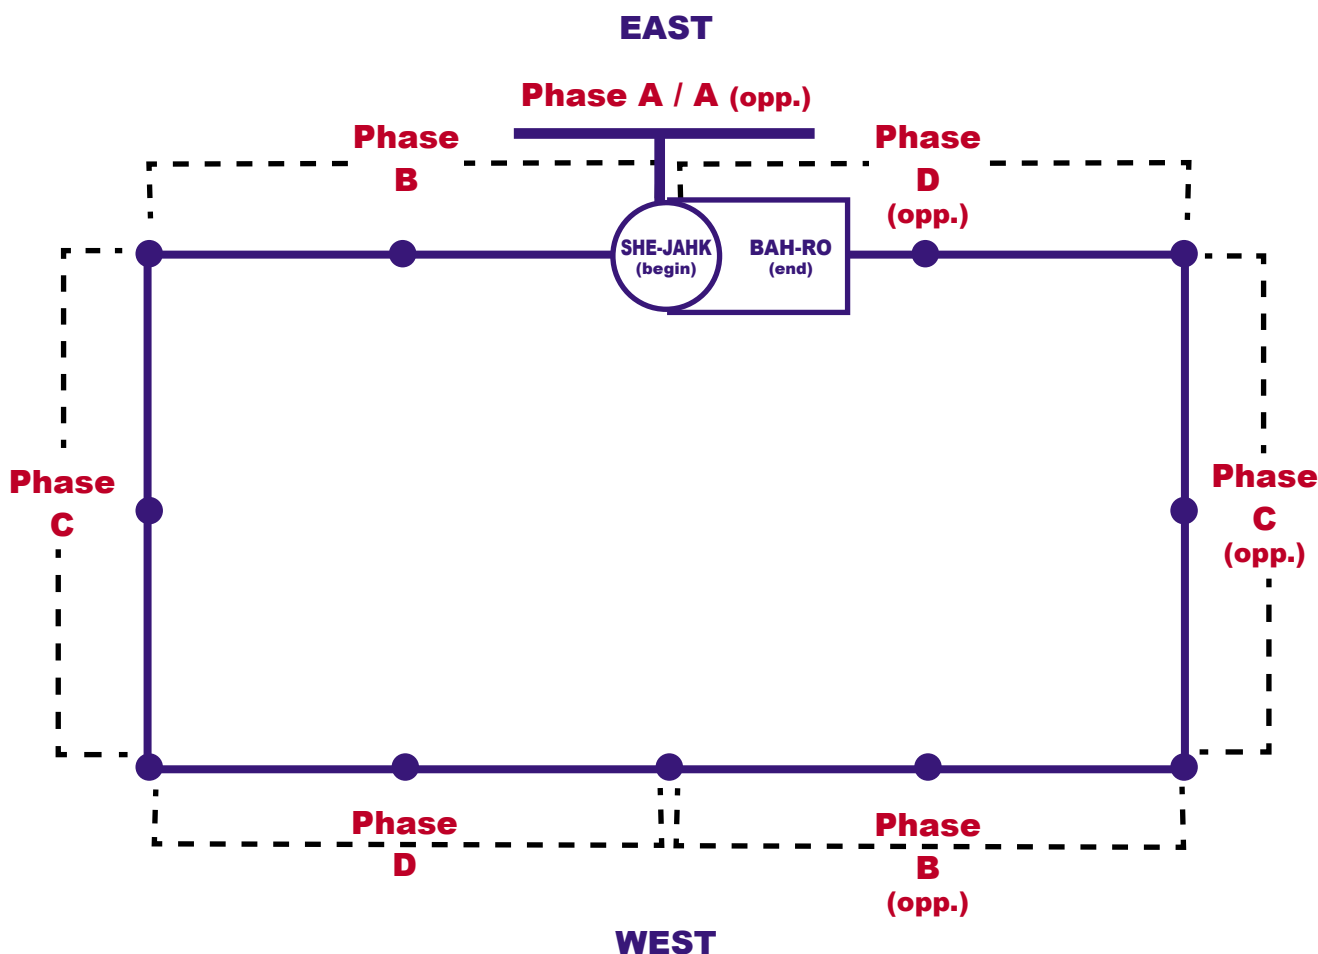 EAST
Phase A / A (opp.)
Phase
B
Phase
D
(opp.)
SHE-JAHK
(begin)
BAH-RO
(end)
Phase
C
Phase
C
(opp.)
Phase
D
Phase
B
(opp.)
WEST